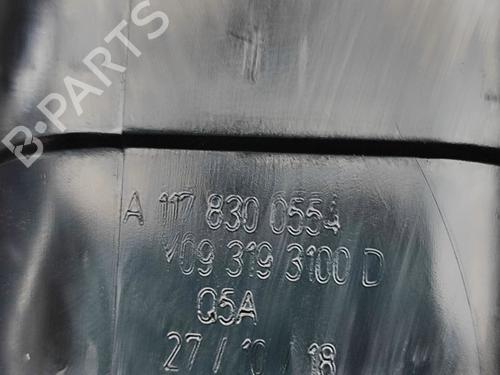 B-PARTS
A 117 830 0554
V09 319 3100 D
Q5A
27 / 10 / 18